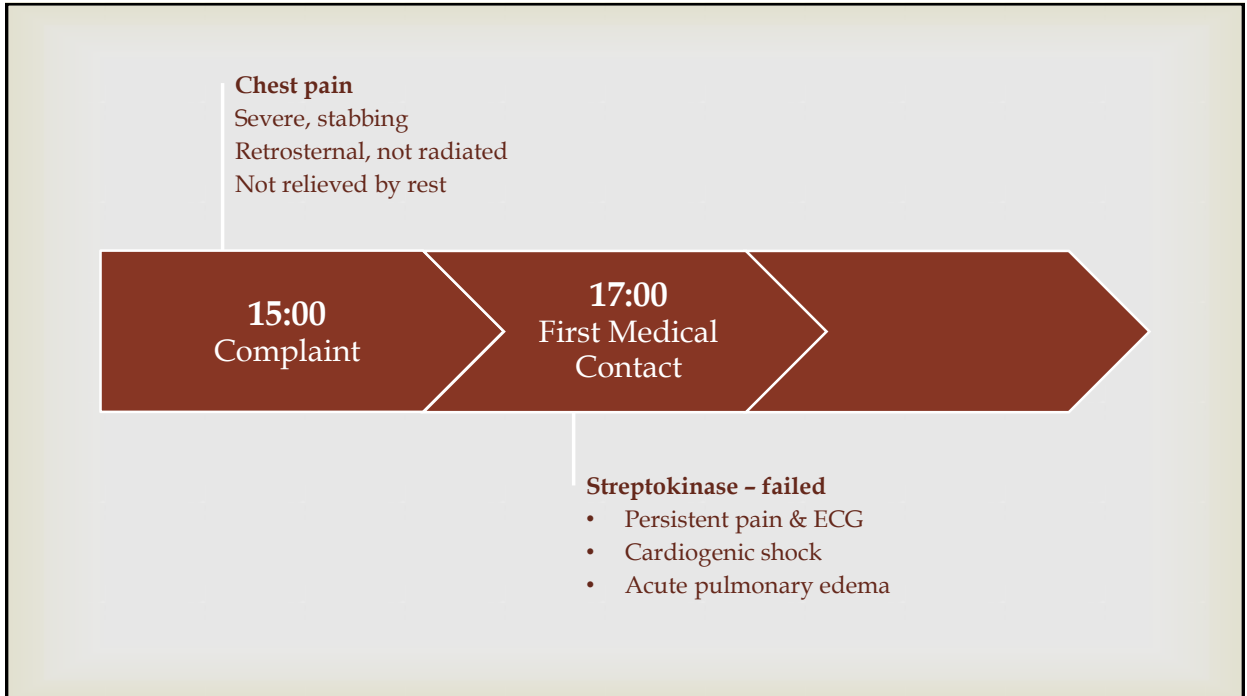 Chest pain
Severe, stabbing
Retrosternal, not radiated
Not relieved by rest
15:00
Complaint
17:00
First Medical
Contact
Streptokinase – failed
• Persistent pain & ECG
• Cardiogenic shock
• Acute pulmonary edema